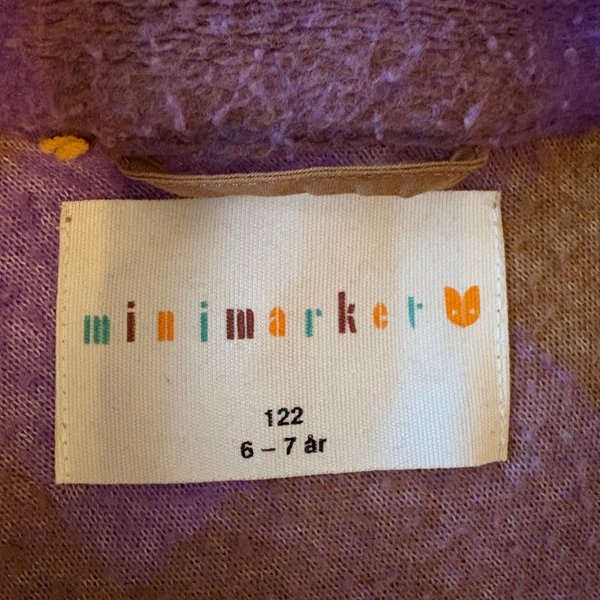 minimarket
122
6 – 7 år